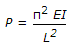 P = π² EI / L²